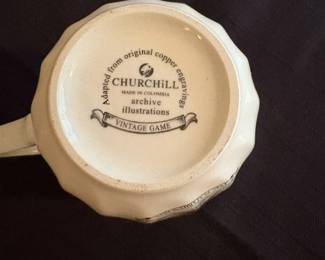 Adapted from original copper engravings
CHURCHILL
MADE IN COLOMBIA
archive
illustrations
VINTAGE GAME